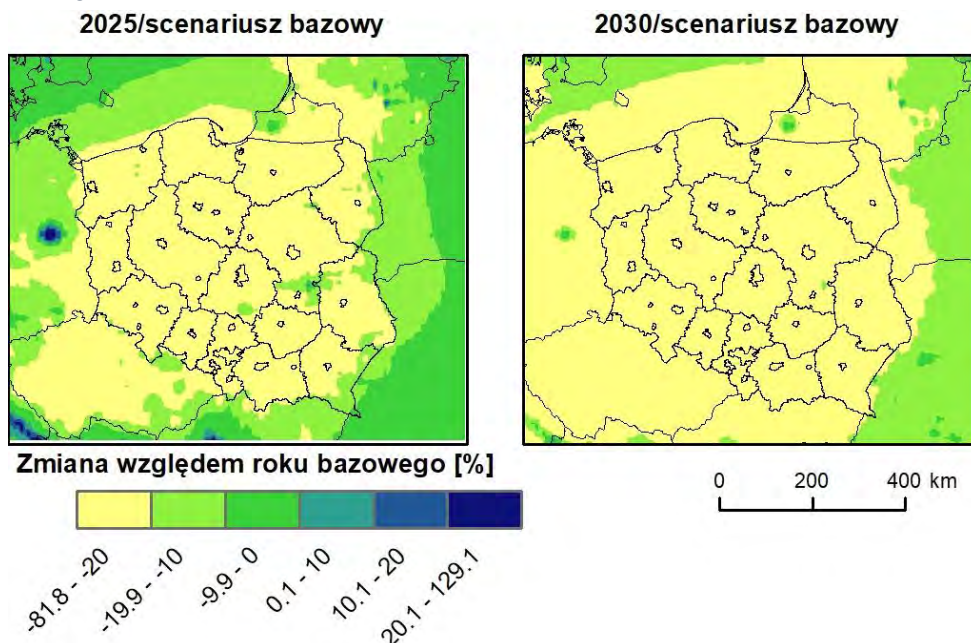 2025/scenariusz bazowy
2030/scenariusz bazowy
Zmiana względem roku bazowego [%]
-81.8 - -20
-19.9 - -10
-9.9 - 0
0.1 - 10
10.1 - 20
20.1 - 129.1
0 200 400 km